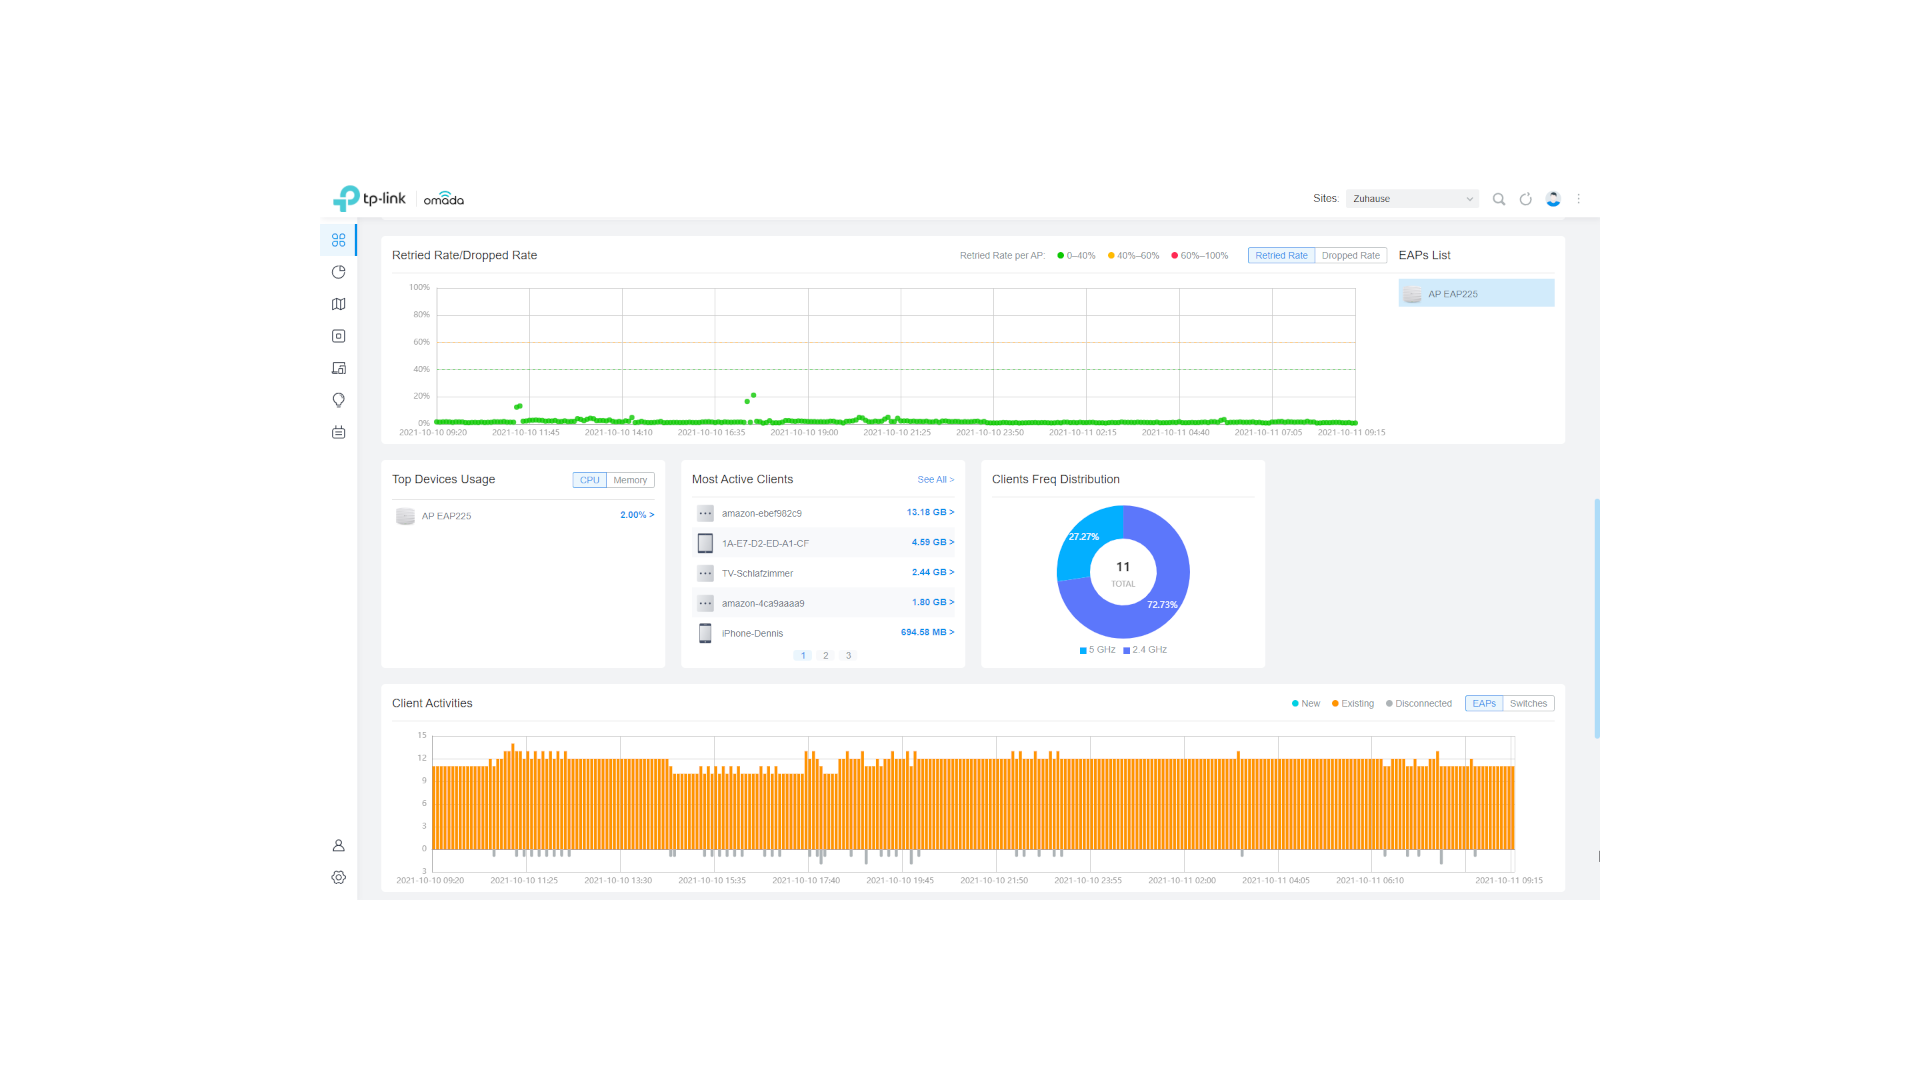 tp-link | omada
Sites: Zuhause
Retried Rate/Dropped Rate
Retried Rate per AP: 0–40% 40%–60% 60%–100%
Retried Rate Dropped Rate
EAPs List
AP EAP225
100%
80%
60%
40%
20%
0%
2021-10-10 09:20 2021-10-10 11:45 2021-10-10 14:10 2021-10-10 16:35 2021-10-10 19:00 2021-10-10 21:25 2021-10-10 23:50 2021-10-11 02:15 2021-10-11 04:40 2021-10-11 07:05 2021-10-11 09:15
Top Devices Usage CPU Memory
AP EAP225 2.00% >
Most Active Clients See All >
amazon-ebef982c9 13.18 GB >
1A-E7-D2-ED-A1-CF 4.59 GB >
TV-Schlafzimmer 2.44 GB >
amazon-4ca9aaaa9 1.80 GB >
iPhone-Dennis 694.58 MB >
1 2 3
Clients Freq Distribution
27.27%
11
TOTAL
72.73%
5 GHz 2.4 GHz
Client Activities
New Existing Disconnected EAPs Switches
15
12
9
6
3
0
3
2021-10-10 09:20 2021-10-10 11:25 2021-10-10 13:30 2021-10-10 15:35 2021-10-10 17:40 2021-10-10 19:45 2021-10-10 21:50 2021-10-10 23:55 2021-10-11 02:00 2021-10-11 04:05 2021-10-11 06:10 2021-10-11 09:15